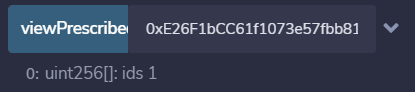 viewPrescribed 0xE26F1bCC61f1073e57fbb81
0: uint256[]: ids 1